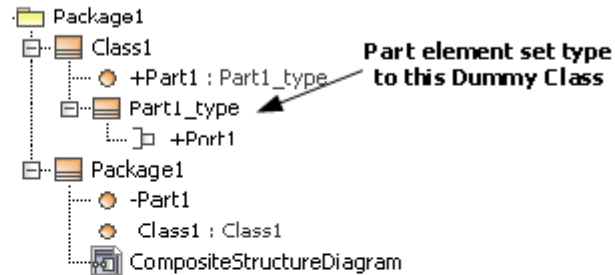 Package1
Class1
Part element set type
to this Dummy Class
+Part1 : Part1_type
Part1_type
+Port1
Package1
-Part1
Class1 : Class1
CompositeStructureDiagram